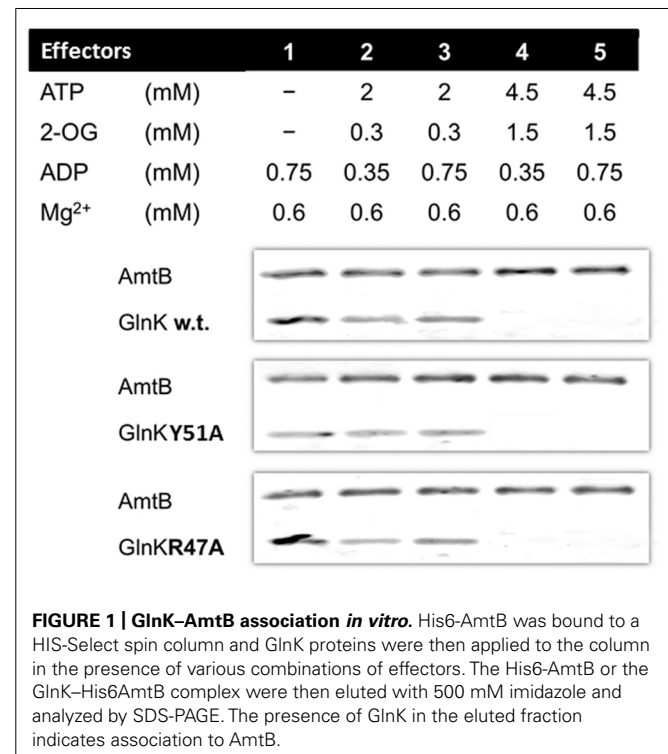 Effectors 1 2 3 4 5
ATP (mM) – 2 2 4.5 4.5
2-OG (mM) – 0.3 0.3 1.5 1.5
ADP (mM) 0.75 0.35 0.75 0.35 0.75
Mg²⁺ (mM) 0.6 0.6 0.6 0.6 0.6
AmtB
GlnK w.t.
AmtB
GlnKY51A
AmtB
GlnKR47A
FIGURE 1 | GlnK–AmtB association in vitro. His6-AmtB was bound to a
HIS-Select spin column and GlnK proteins were then applied to the column
in the presence of various combinations of effectors. The His6-AmtB or the
GlnK–His6AmtB complex were then eluted with 500 mM imidazole and
analyzed by SDS-PAGE. The presence of GlnK in the eluted fraction
indicates association to AmtB.